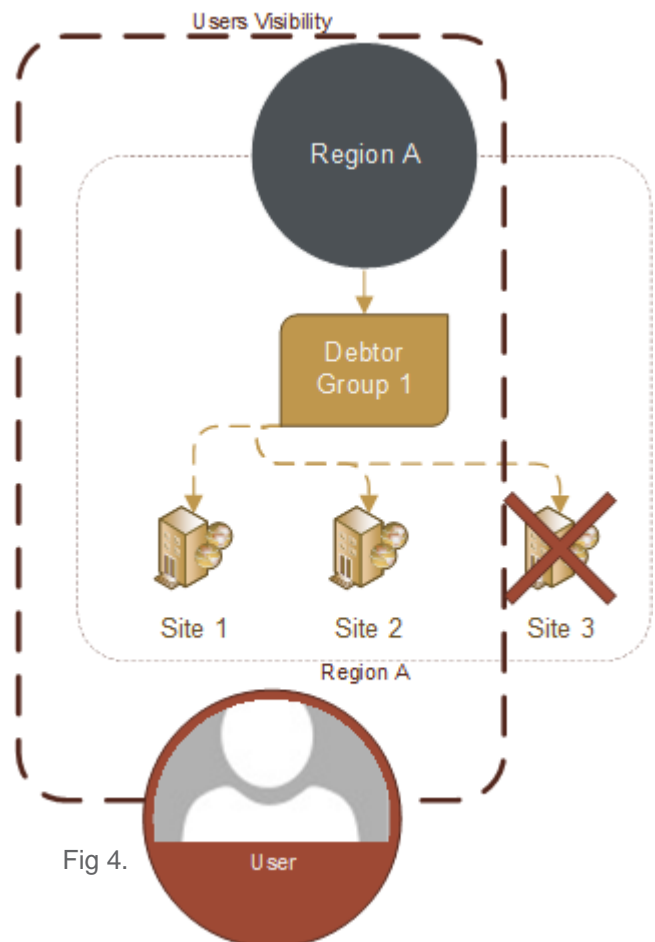 Users Visibility
Region A
Debtor
Group 1
Site 1
Site 2
Site 3
Region A
Fig 4.
User